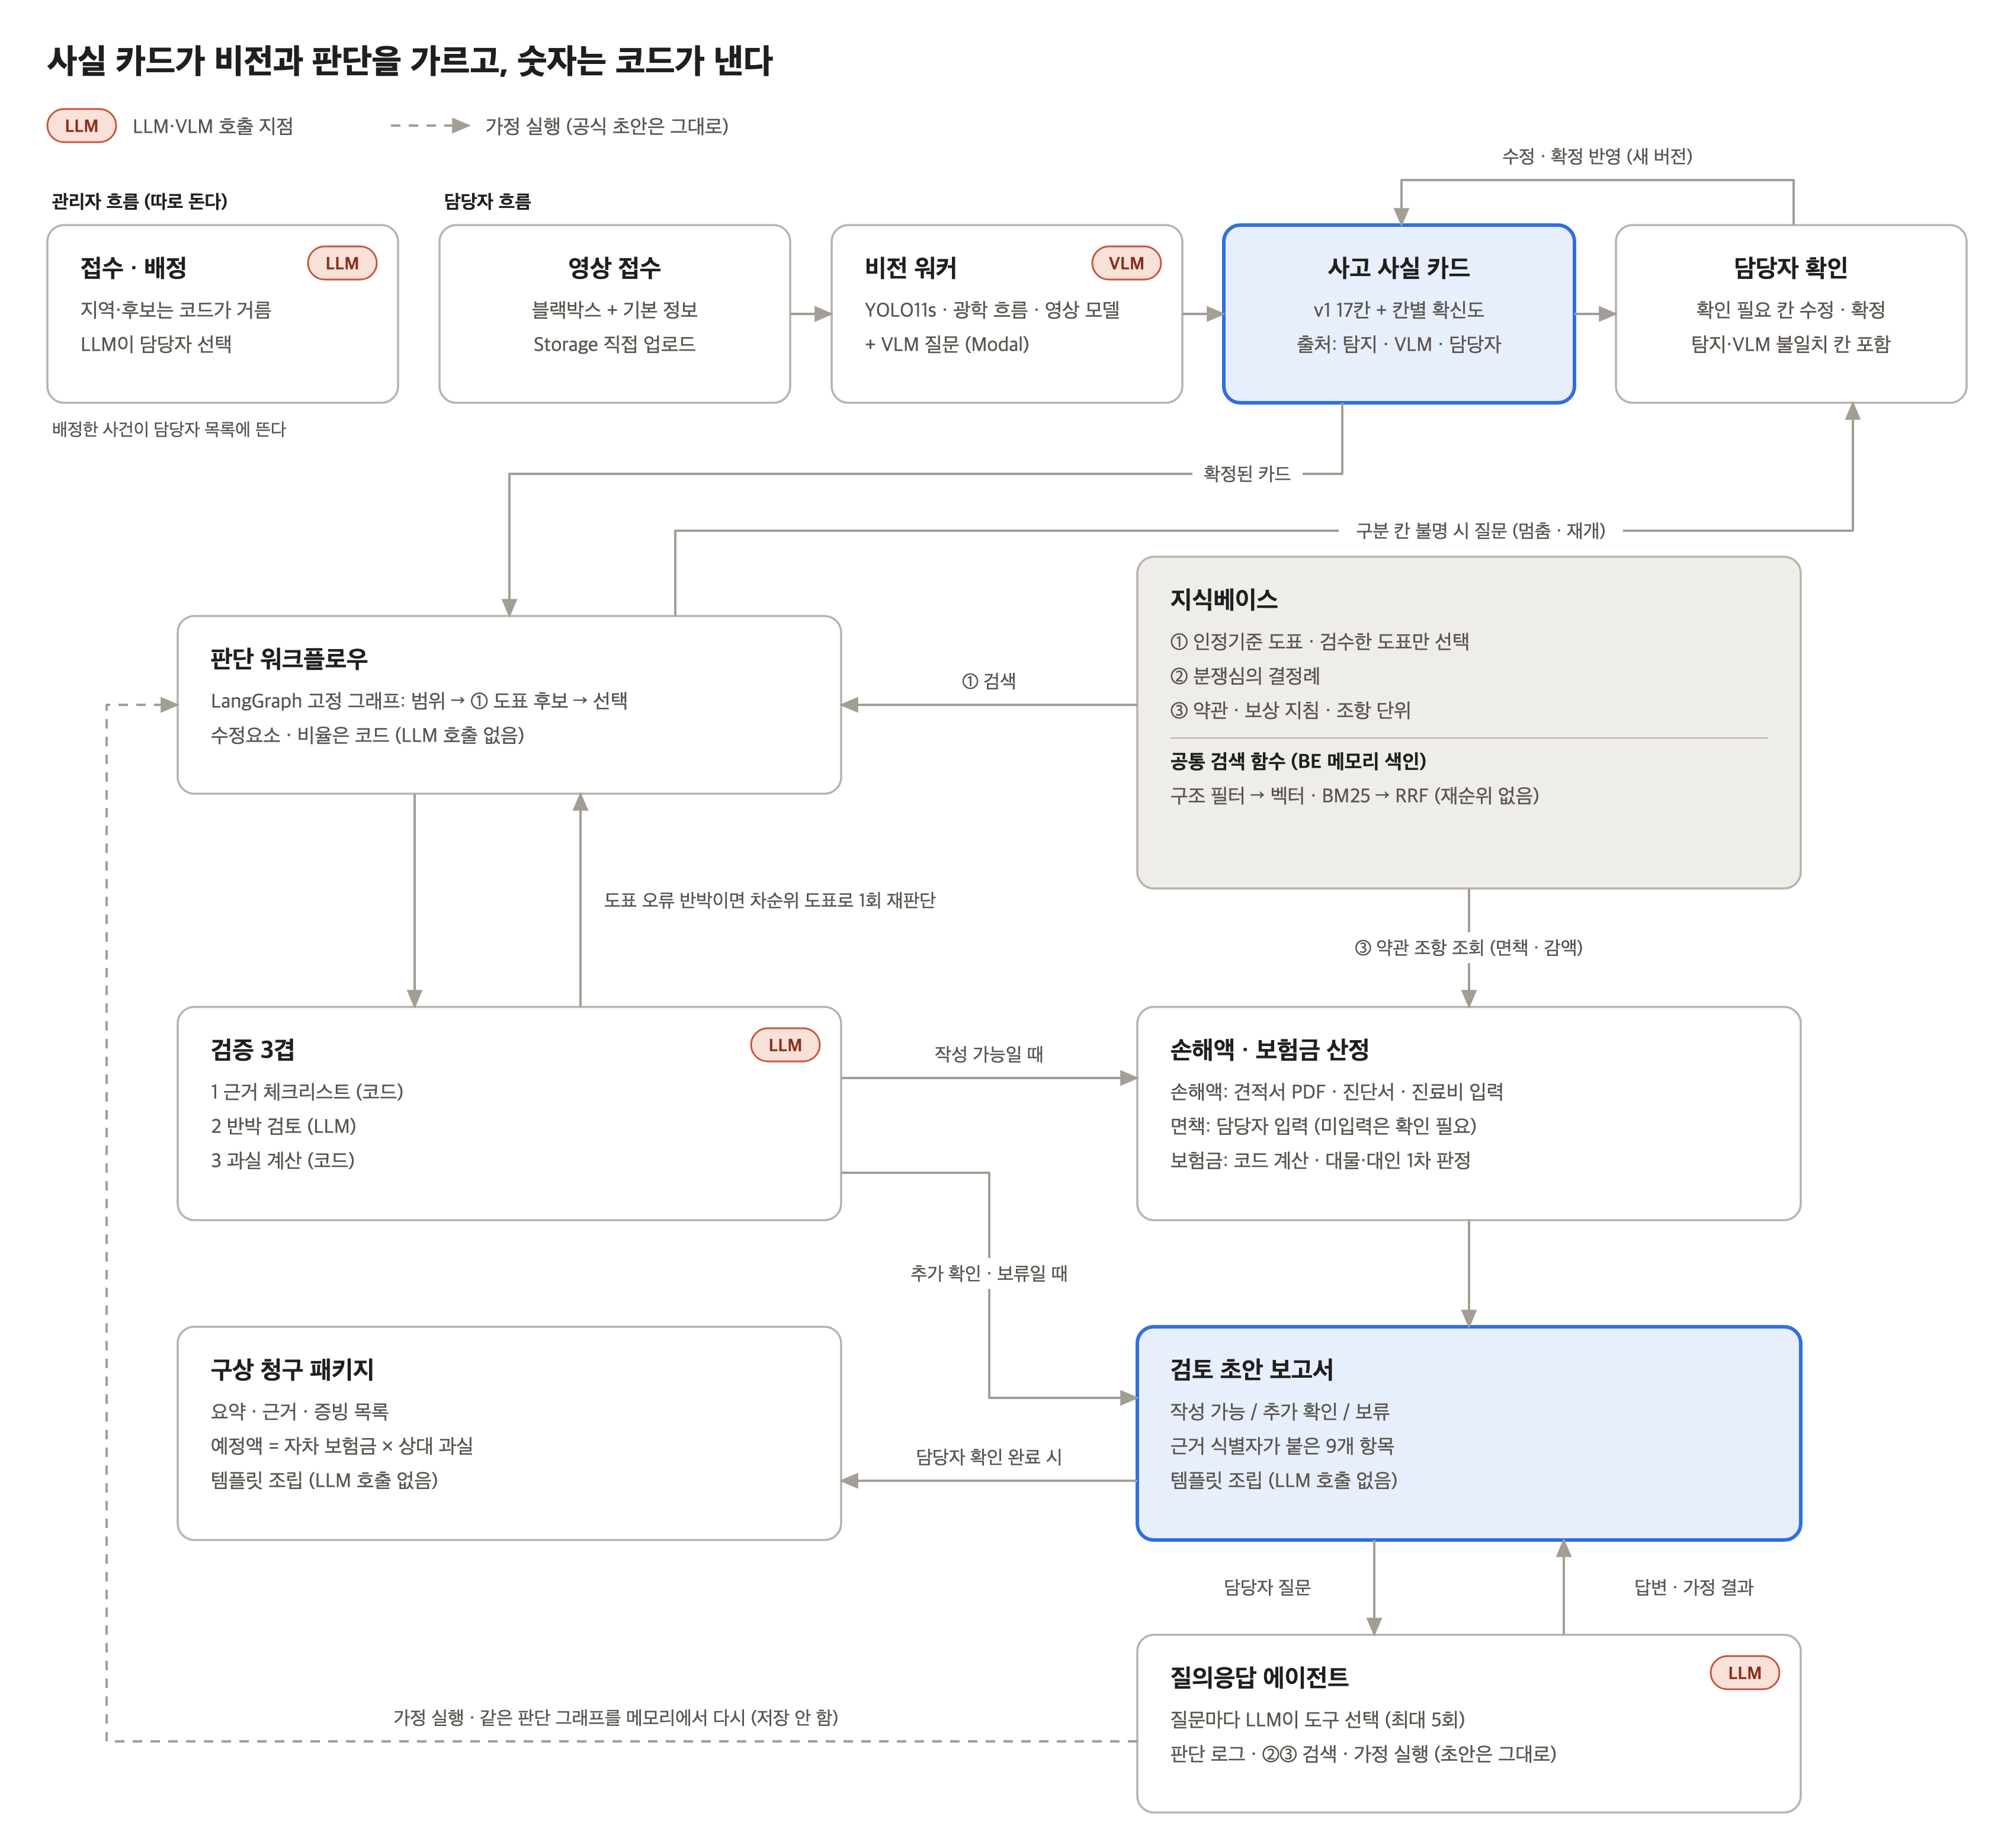 사실 카드가 비전과 판단을 가르고, 숫자는 코드가 낸다
LLM
LLM·VLM 호출 지점
가정 실행 (공식 초안은 그대로)
수정 · 확정 반영 (새 버전)
관리자 흐름 (따로 돈다)
담당자 흐름
접수 · 배정
LLM
지역·후보는 코드가 거름
LLM이 담당자 선택
배정한 사건이 담당자 목록에 뜬다
영상 접수
블랙박스 + 기본 정보
Storage 직접 업로드
비전 워커
VLM
YOLO11s · 광학 흐름 · 영상 모델
+ VLM 질문 (Modal)
사고 사실 카드
v1 17칸 + 칸별 확신도
출처: 탐지 · VLM · 담당자
담당자 확인
확인 필요 칸 수정 · 확정
탐지·VLM 불일치 칸 포함
확정된 카드
구분 칸 불명 시 질문 (멈춤 · 재개)
판단 워크플로우
LangGraph 고정 그래프: 범위 → ① 도표 후보 → 선택
수정요소 · 비율은 코드 (LLM 호출 없음)
① 검색
지식베이스
① 인정기준 도표 · 검수한 도표만 선택
② 분쟁심의 결정례
③ 약관 · 보상 지침 · 조항 단위
공통 검색 함수 (BE 메모리 색인)
구조 필터 → 벡터 · BM25 → RRF (재순위 없음)
도표 오류 반박이면 차순위 도표로 1회 재판단
③ 약관 조항 조회 (면책 · 감액)
검증 3겹
LLM
1 근거 체크리스트 (코드)
2 반박 검토 (LLM)
3 과실 계산 (코드)
작성 가능일 때
손해액 · 보험금 산정
손해액: 견적서 PDF · 진단서 · 진료비 입력
면책: 담당자 입력 (미입력은 확인 필요)
보험금: 코드 계산 · 대물·대인 1차 판정
추가 확인 · 보류일 때
구상 청구 패키지
요약 · 근거 · 증빙 목록
예정액 = 자차 보험금 × 상대 과실
템플릿 조립 (LLM 호출 없음)
담당자 확인 완료 시
검토 초안 보고서
작성 가능 / 추가 확인 / 보류
근거 식별자가 붙은 9개 항목
템플릿 조립 (LLM 호출 없음)
담당자 질문
답변 · 가정 결과
질의응답 에이전트
LLM
질문마다 LLM이 도구 선택 (최대 5회)
판단 로그 · ②③ 검색 · 가정 실행 (초안은 그대로)
가정 실행 · 같은 판단 그래프를 메모리에서 다시 (저장 안 함)